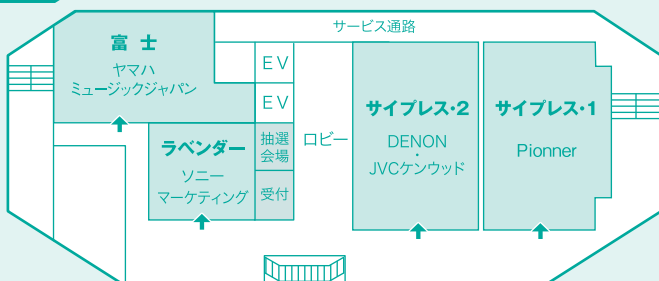 サービス通路
富 士
ヤマハ
ミュージックジャパン
EV
EV
ラベンダー
ソニー
マーケティング
抽選
会場
受付
ロビー
サイプレス・2
DENON
・
JVCケンウッド
サイプレス・1
Pionner